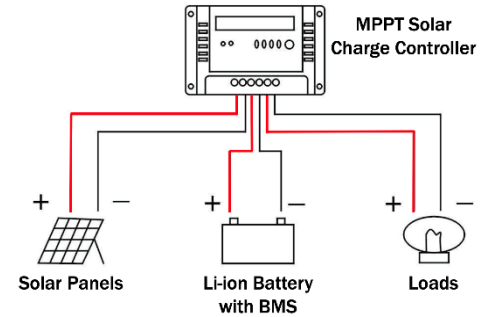 MPPT Solar
Charge Controller
+ — + — + —
Solar Panels
Li-ion Battery
with BMS
Loads